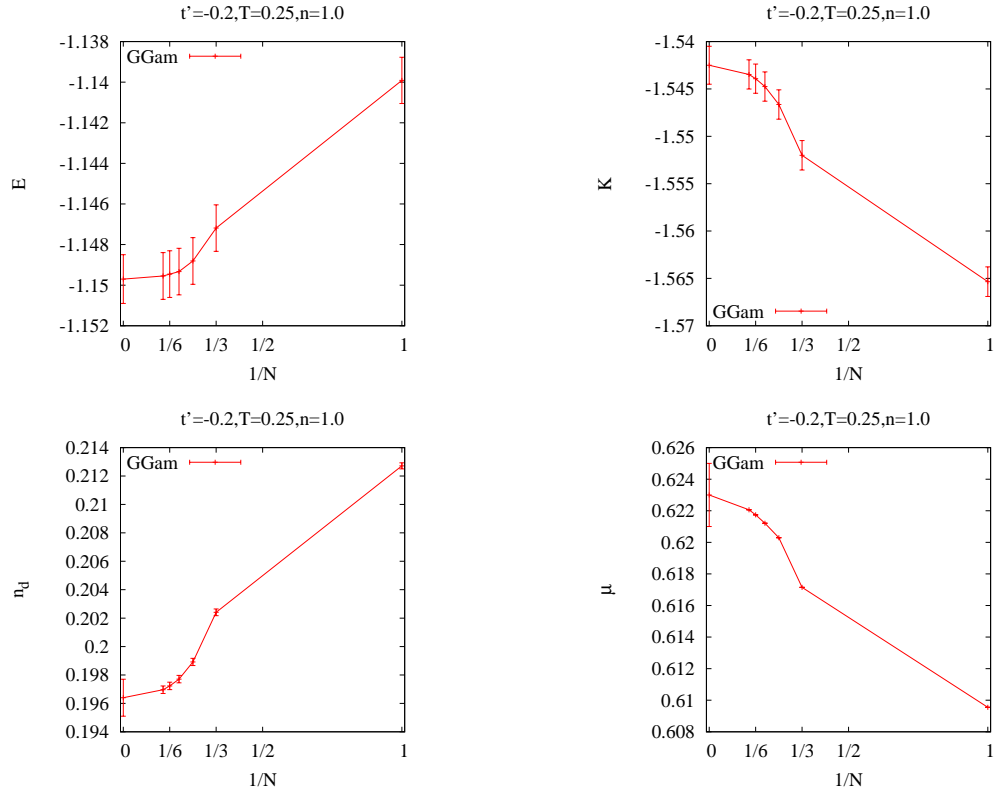 t'=-0.2,T=0.25,n=1.0
GGam
E
-1.138
-1.14
-1.142
-1.144
-1.146
-1.148
-1.15
-1.152
0 1/6 1/3 1/2 1
1/N
t'=-0.2,T=0.25,n=1.0
GGam
K
-1.54
-1.545
-1.55
-1.555
-1.56
-1.565
-1.57
0 1/6 1/3 1/2 1
1/N
t'=-0.2,T=0.25,n=1.0
GGam
n_d
0.214
0.212
0.21
0.208
0.206
0.204
0.202
0.2
0.198
0.196
0.194
0 1/6 1/3 1/2 1
1/N
t'=-0.2,T=0.25,n=1.0
GGam
μ
0.626
0.624
0.622
0.62
0.618
0.616
0.614
0.612
0.61
0.608
0 1/6 1/3 1/2 1
1/N